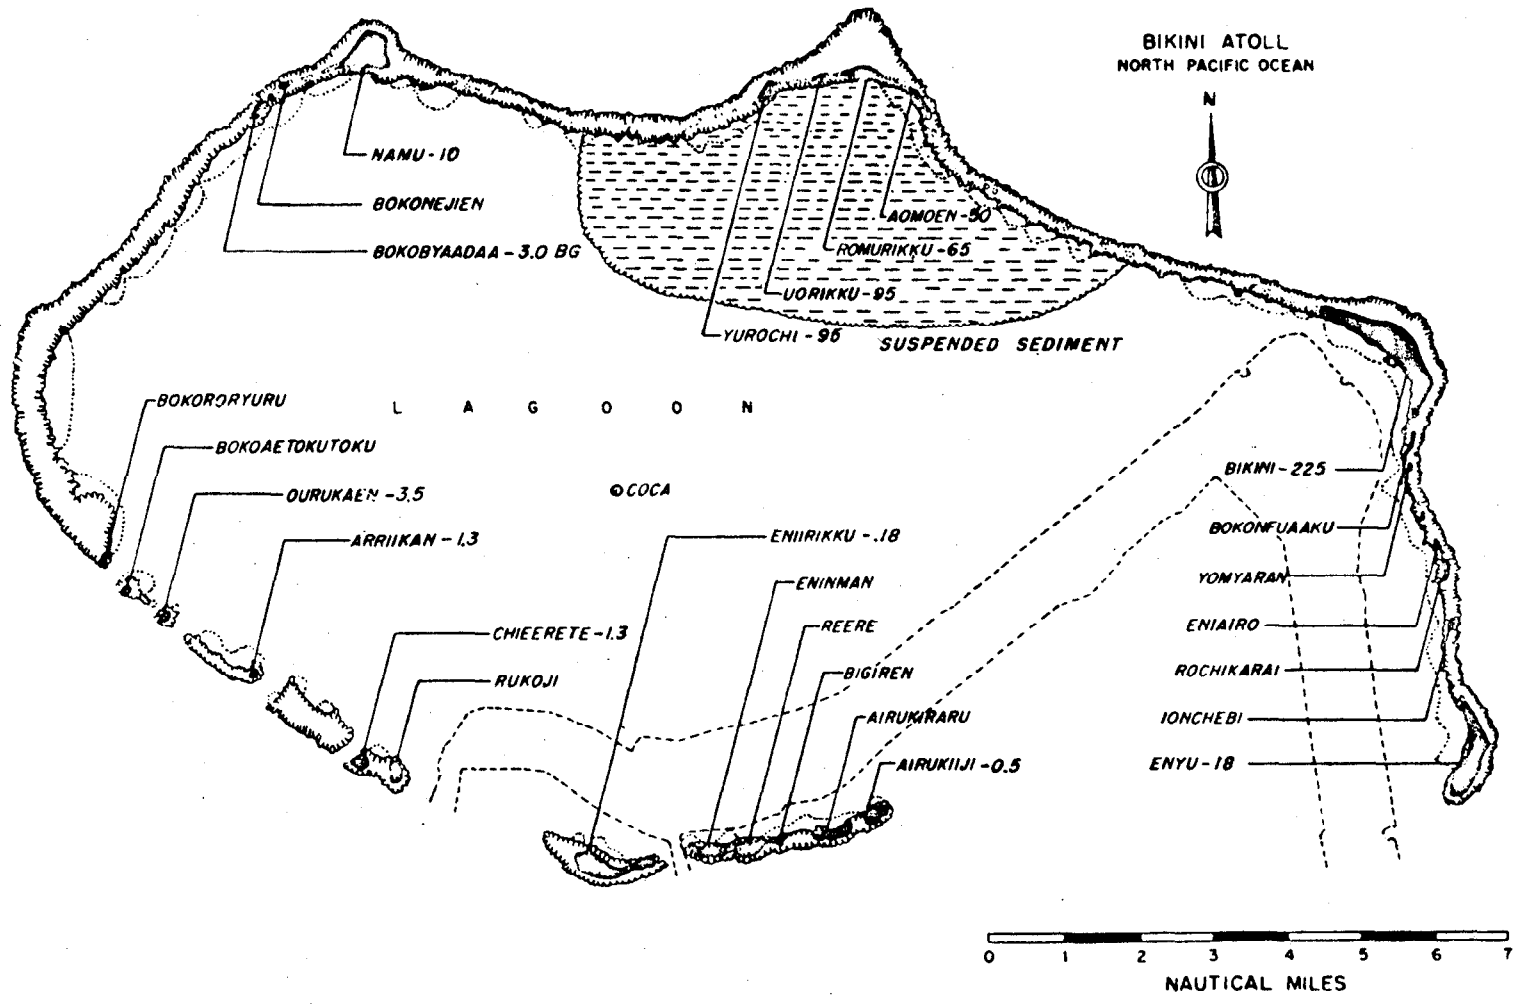 BIKINI ATOLL
NORTH PACIFIC OCEAN
N
NAMU-10
BOKONEJIEN
BOKOBYAADAA-3.0 BG
AOMOEN-50
ROMURIKKU-65
UORIKKU-95
YUROCHI-95
SUSPENDED SEDIMENT
BOKORORYURU
LAGOON
BOKOAETOKUTOKU
OURUKAEN-3.5
COCA
ARRIIKAN-1.3
ENIIRIKKU-.18
ENINMAN
CHIEERETE-1.3
REERE
RUKOJI
BIGIREN
AIRUKIRARU
AIRUKIIJI-0.5
BIKINI-225
BOKONFUAAKU
YOMYARAN
ENIAIRO
ROCHIKARAI
IONCHEBI
ENYU-18
0 1 2 3 4 5 6 7
NAUTICAL MILES